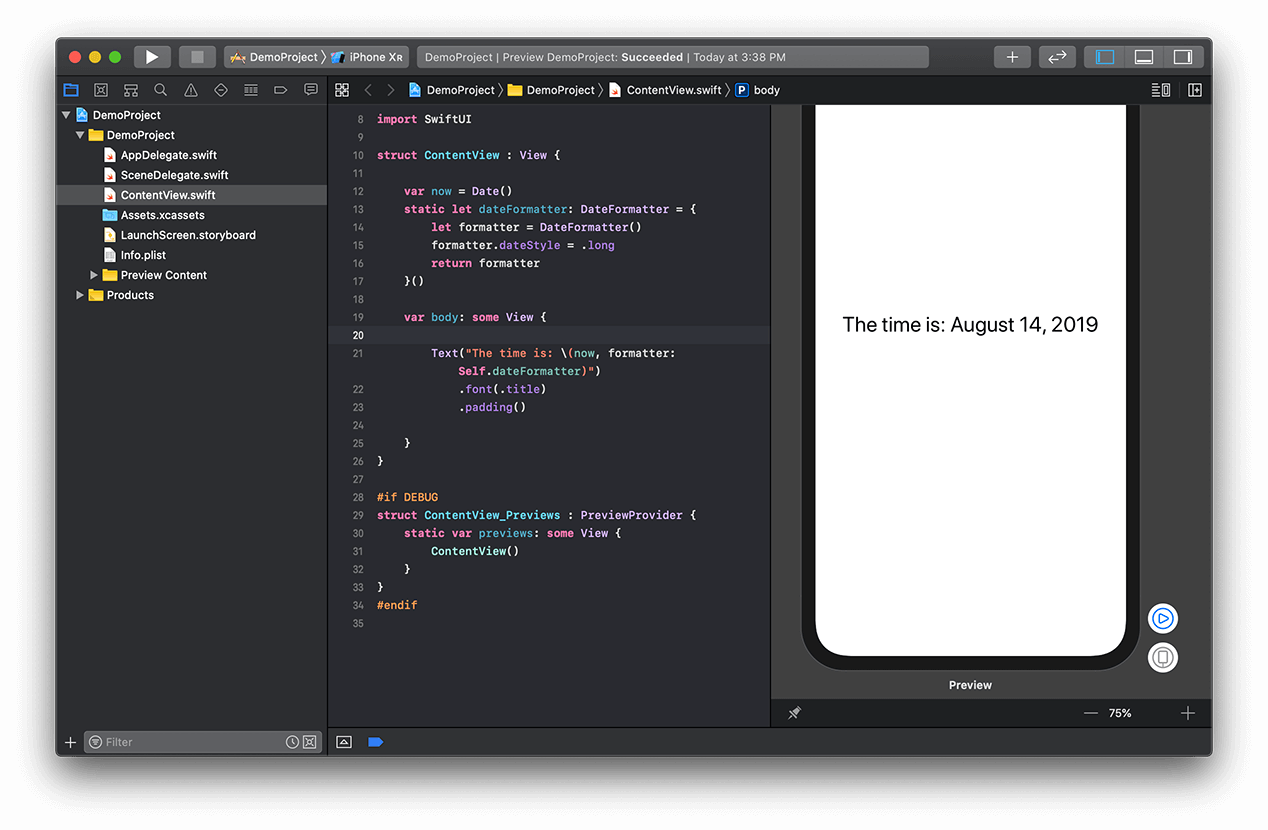 DemoProject 〉 iPhone XR
DemoProject | Preview DemoProject: Succeeded | Today at 3:38 PM
DemoProject 〉 DemoProject 〉 ContentView.swift 〉 P body
DemoProject
DemoProject
AppDelegate.swift
SceneDelegate.swift
ContentView.swift
Assets.xcassets
LaunchScreen.storyboard
Info.plist
Preview Content
Products
Filter
8 import SwiftUI
9
10 struct ContentView : View {
11
12 var now = Date()
13 static let dateFormatter: DateFormatter = {
14 let formatter = DateFormatter()
15 formatter.dateStyle = .long
16 return formatter
17 }()
18
19 var body: some View {
20
21 Text("The time is: \(now, formatter:
Self.dateFormatter)")
22 .font(.title)
23 .padding()
24
25 }
26 }
27
28 #if DEBUG
29 struct ContentView_Previews : PreviewProvider {
30 static var previews: some View {
31 ContentView()
32 }
33 }
34 #endif
35
The time is: August 14, 2019
Preview
75%